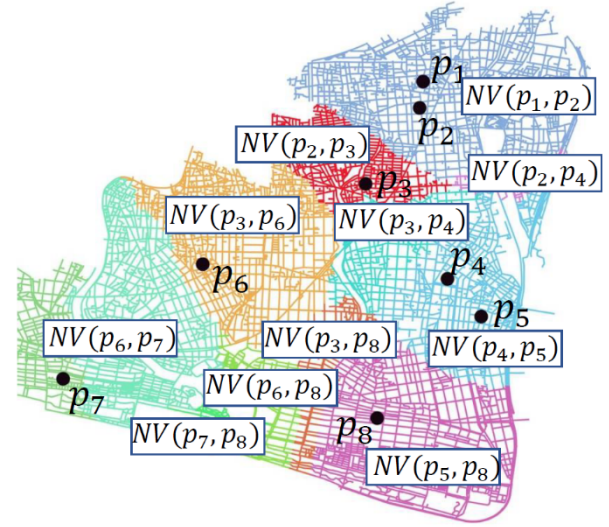 p1
NV(p1, p2)
p2
NV(p2, p3)
NV(p2, p4)
p3
NV(p3, p6)
NV(p3, p4)
p6
p4
p5
NV(p6, p7)
NV(p3, p8)
NV(p4, p5)
p7
NV(p6, p8)
NV(p7, p8)
p8
NV(p5, p8)